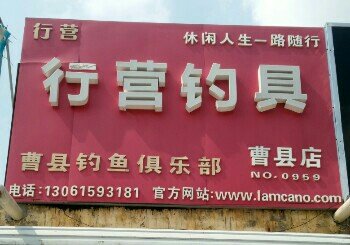 行营
休闲人生一路随行
行营钓具
曹县钓鱼俱乐部
曹县店
NO.0959
电话:13061593181 官方网站:www.lamcano.com